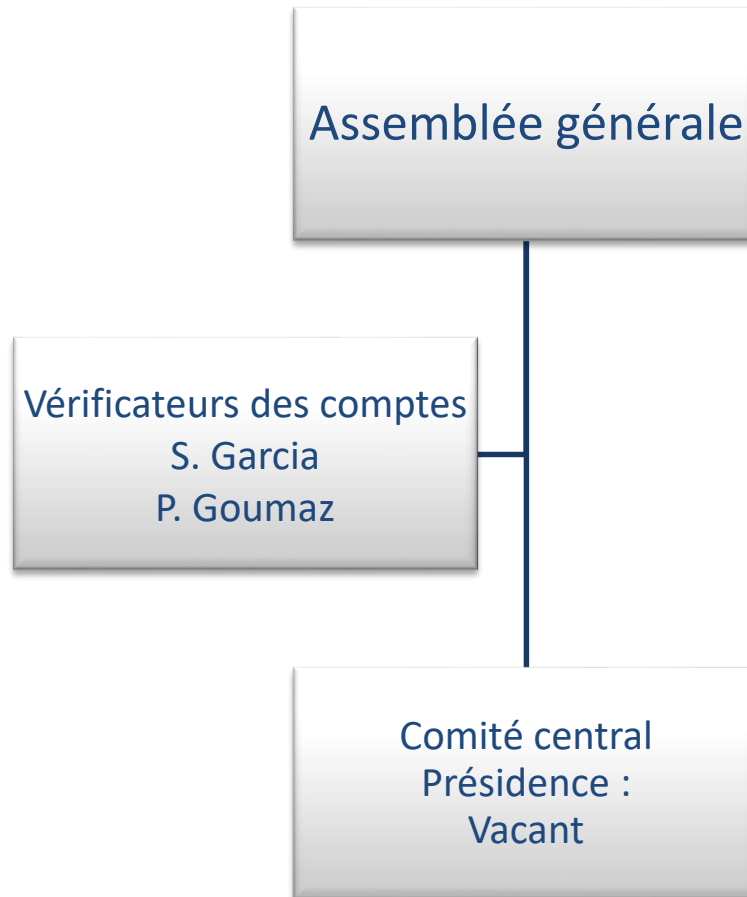 Assemblée générale
Vérificateurs des comptes
S. Garcia
P. Goumaz
Comité central
Présidence :
Vacant